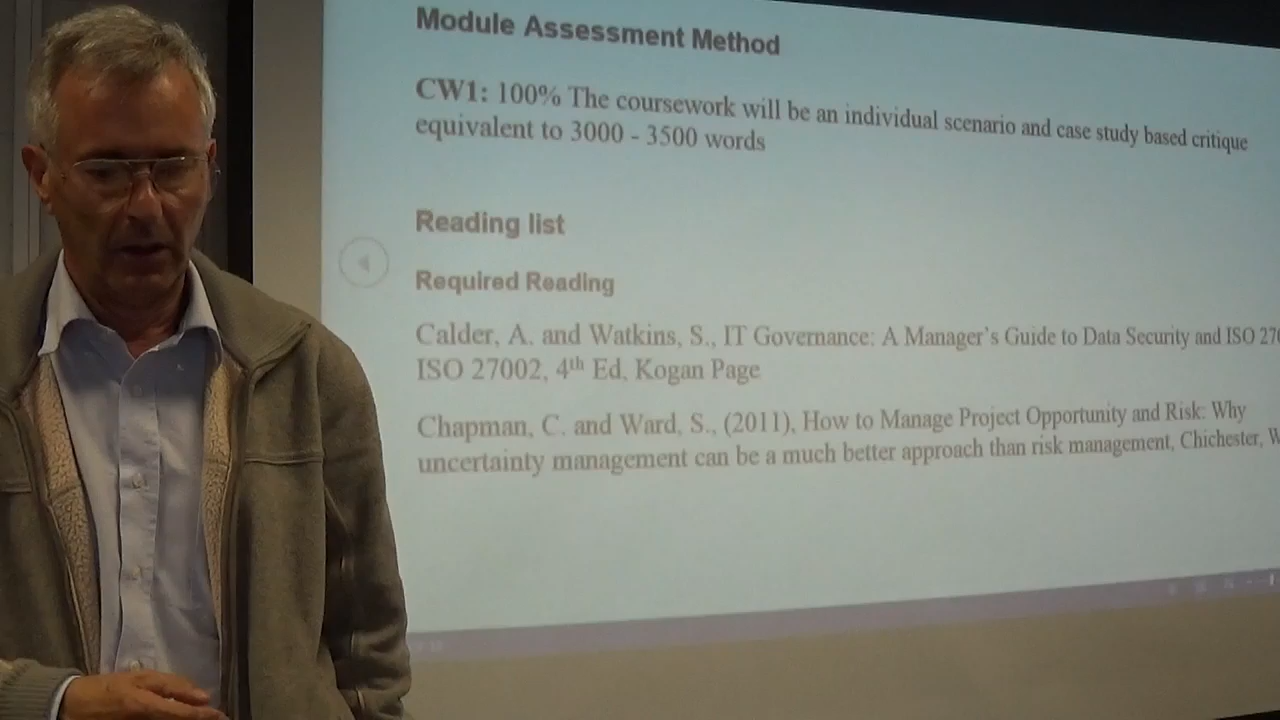 Module Assessment Method
CW1: 100% The coursework will be an individual scenario and case study based critique
equivalent to 3000 - 3500 words
Reading list
Required Reading
Calder, A. and Watkins, S., IT Governance: A Manager's Guide to Data Security and ISO
ISO 27002, 4th Ed, Kogan Page
Chapman, C. and Ward, S., (2011), How to Manage Project Opportunity and Risk: Why
uncertainty management can be a much better approach than risk management, Chichester,